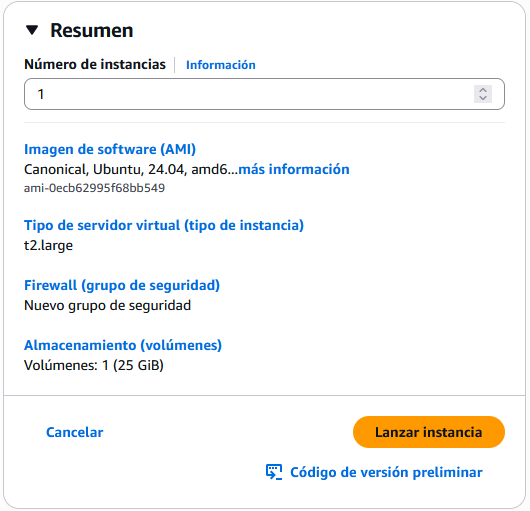 Resumen
Número de instancias Información
1
Imagen de software (AMI)
Canonical, Ubuntu, 24.04, amd6...más información
ami-0ecb62995f68bb549
Tipo de servidor virtual (tipo de instancia)
t2.large
Firewall (grupo de seguridad)
Nuevo grupo de seguridad
Almacenamiento (volúmenes)
Volúmenes: 1 (25 GiB)
Cancelar Lanzar instancia
Código de versión preliminar